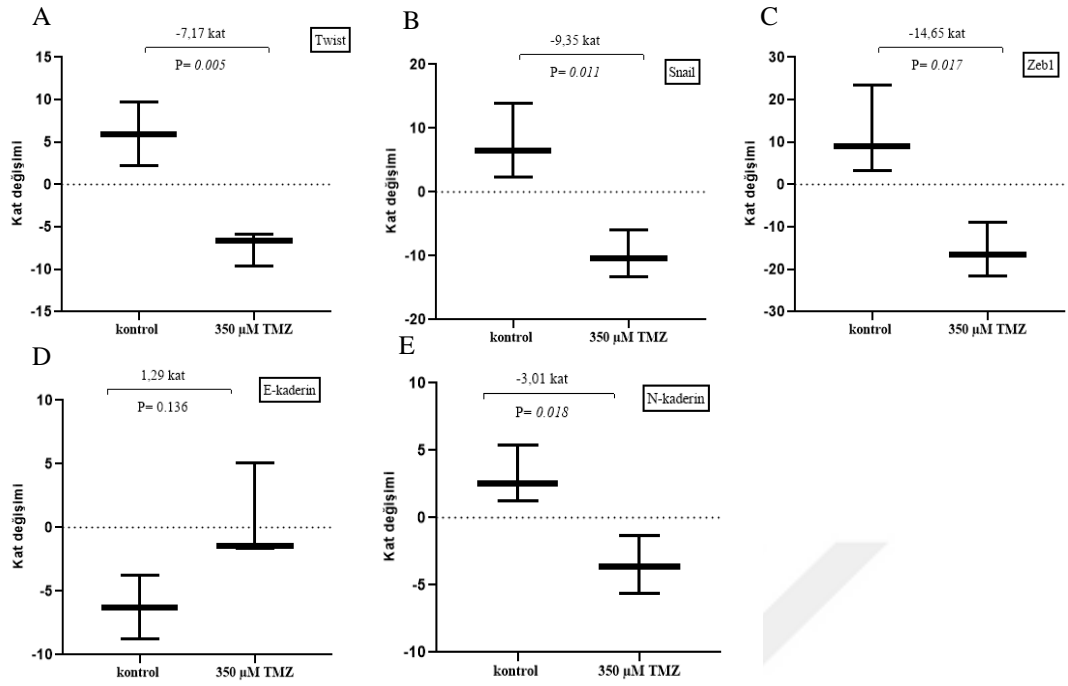 A
-7,17 kat
P= 0.005
Twist
Kat değişimi
15
10
5
0
-5
-10
-15
kontrol
350 µM TMZ
B
-9,35 kat
P= 0.011
Snail
Kat değişimi
20
10
0
-10
-20
kontrol
350 µM TMZ
C
-14,65 kat
P= 0.017
Zeb1
Kat değişimi
30
20
10
0
-10
-20
-30
kontrol
350 µM TMZ
D
1,29 kat
P= 0.136
E-kaderin
Kat değişimi
10
5
0
-5
-10
kontrol
350 µM TMZ
E
-3,01 kat
P= 0.018
N-kaderin
Kat değişimi
10
5
0
-5
-10
kontrol
350 µM TMZ